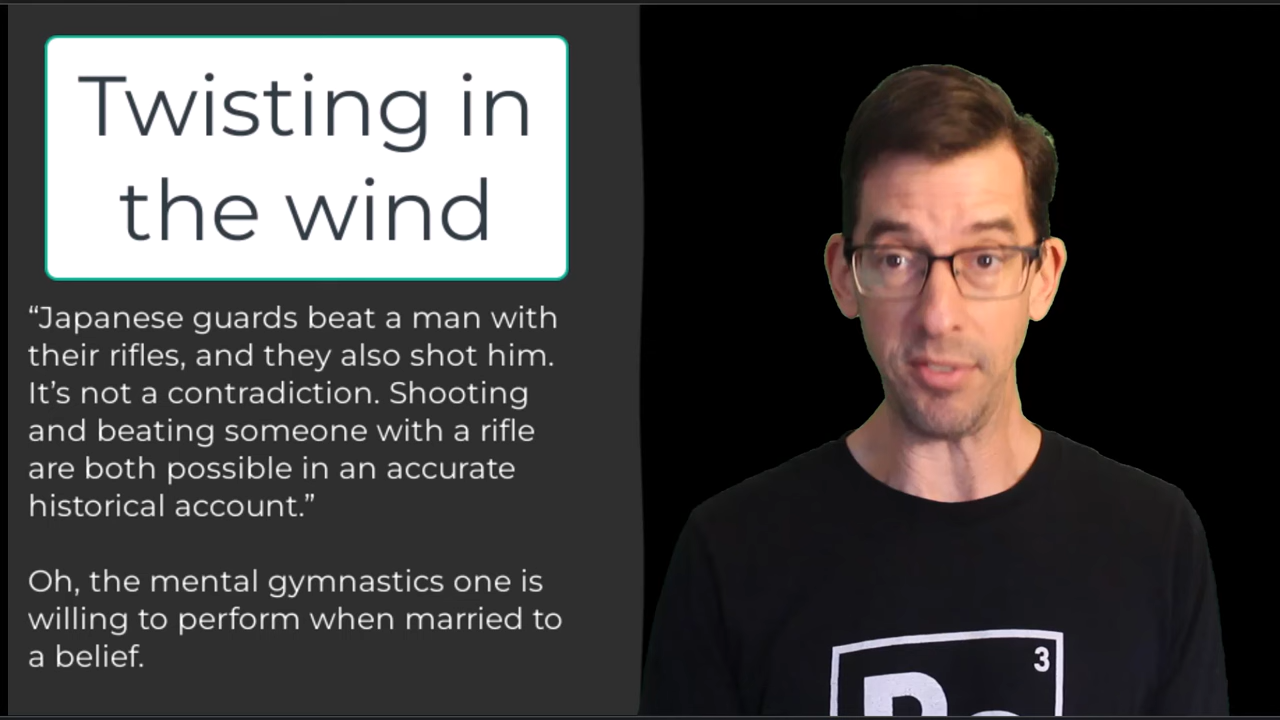 Twisting in
the wind
“Japanese guards beat a man with
their rifles, and they also shot him.
It’s not a contradiction. Shooting
and beating someone with a rifle
are both possible in an accurate
historical account.”
Oh, the mental gymnastics one is
willing to perform when married to
a belief.
3